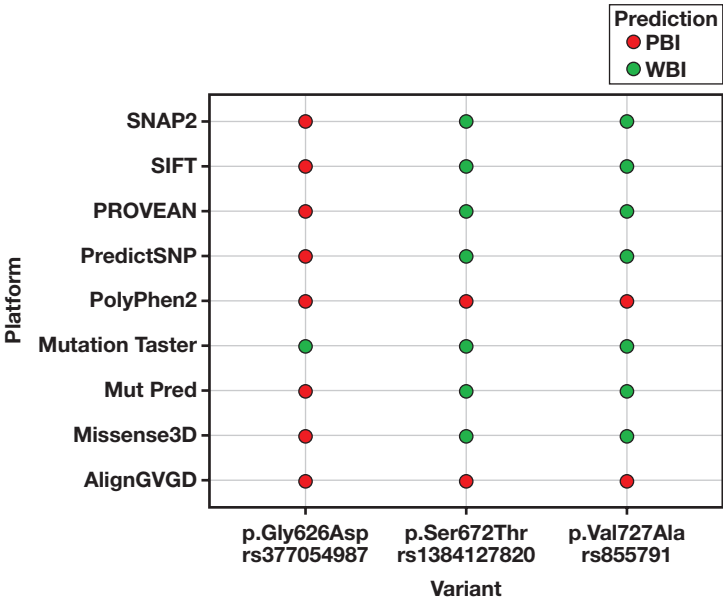 Prediction
PBI
WBI
Platform
SNAP2
SIFT
PROVEAN
PredictSNP
PolyPhen2
Mutation Taster
Mut Pred
Missense3D
AlignGVGD
p.Gly626Asp
rs377054987
p.Ser672Thr
rs1384127820
p.Val727Ala
rs855791
Variant